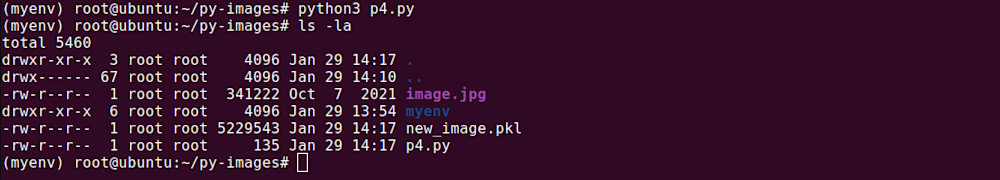 (myenv) root@ubuntu:~/py-images# python3 p4.py
(myenv) root@ubuntu:~/py-images# ls -la
total 5460
drwxr-xr-x  3 root root    4096 Jan 29 14:17 .
drwx------ 67 root root    4096 Jan 29 14:10 ..
-rw-r--r--  1 root root  341222 Oct  7  2021 image.jpg
drwxr-xr-x  6 root root    4096 Jan 29 13:54 myenv
-rw-r--r--  1 root root 5229543 Jan 29 14:17 new_image.pkl
-rw-r--r--  1 root root     135 Jan 29 14:17 p4.py
(myenv) root@ubuntu:~/py-images#